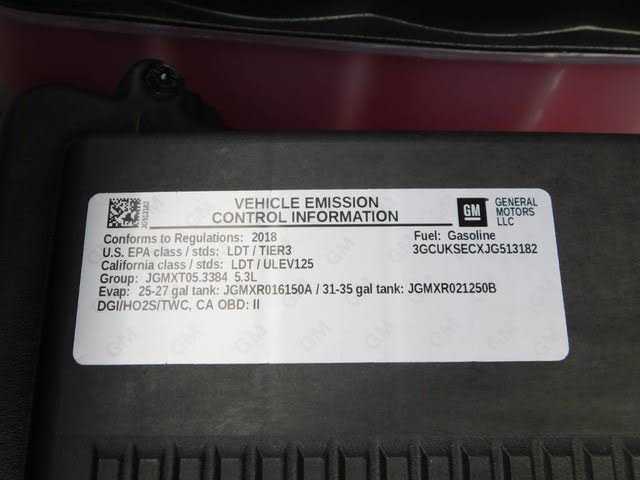 VEHICLE EMISSION
CONTROL INFORMATION
GM
GENERAL
MOTORS
LLC
Conforms to Regulations: 2018
Fuel: Gasoline
U.S. EPA class / stds: LDT / TIER3
3GCUKSECXJG513182
California class / stds: LDT / ULEV125
Group: JGMXT05.3384 5.3L
Evap: 25-27 gal tank: JGMXR016150A / 31-35 gal tank: JGMXR021250B
DGI/HO2S/TWC, CA OBD: II